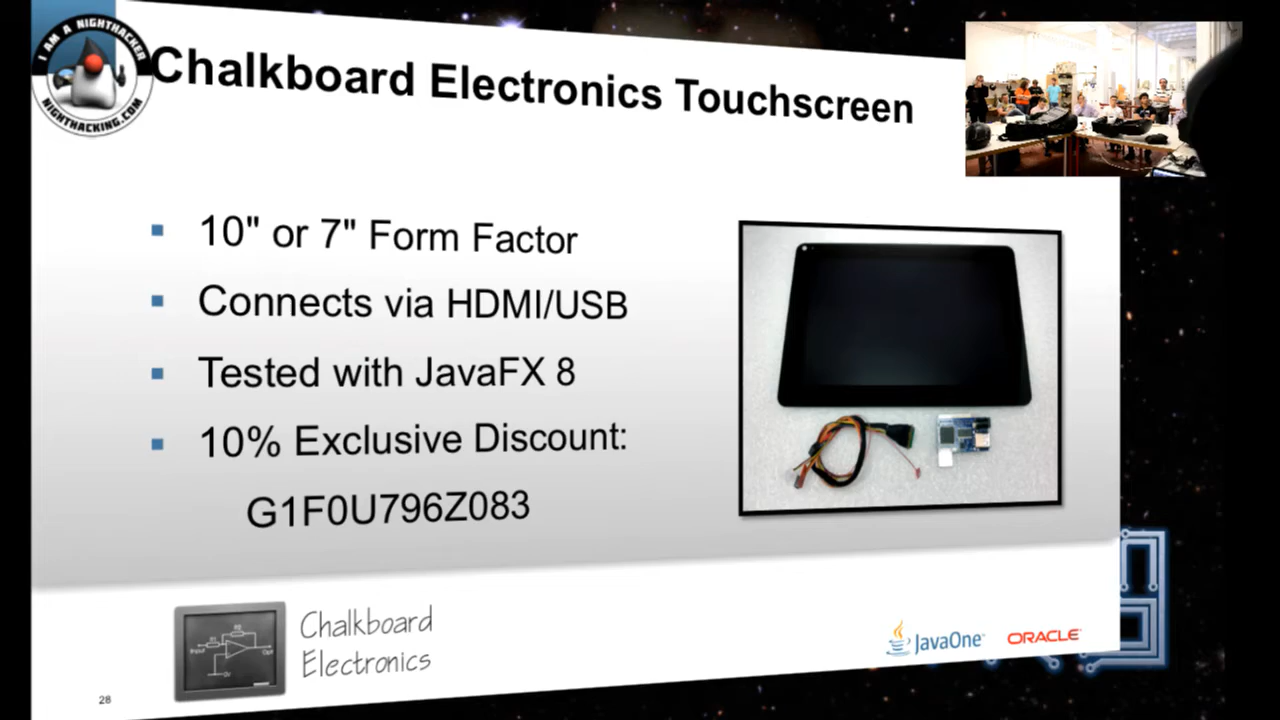 I AM A NIGHTHACKER
NIGHTHACKING.COM
Chalkboard Electronics Touchscreen
10" or 7" Form Factor
Connects via HDMI/USB
Tested with JavaFX 8
10% Exclusive Discount:
G1F0U796Z083
Chalkboard
Electronics
JavaOne
ORACLE
28